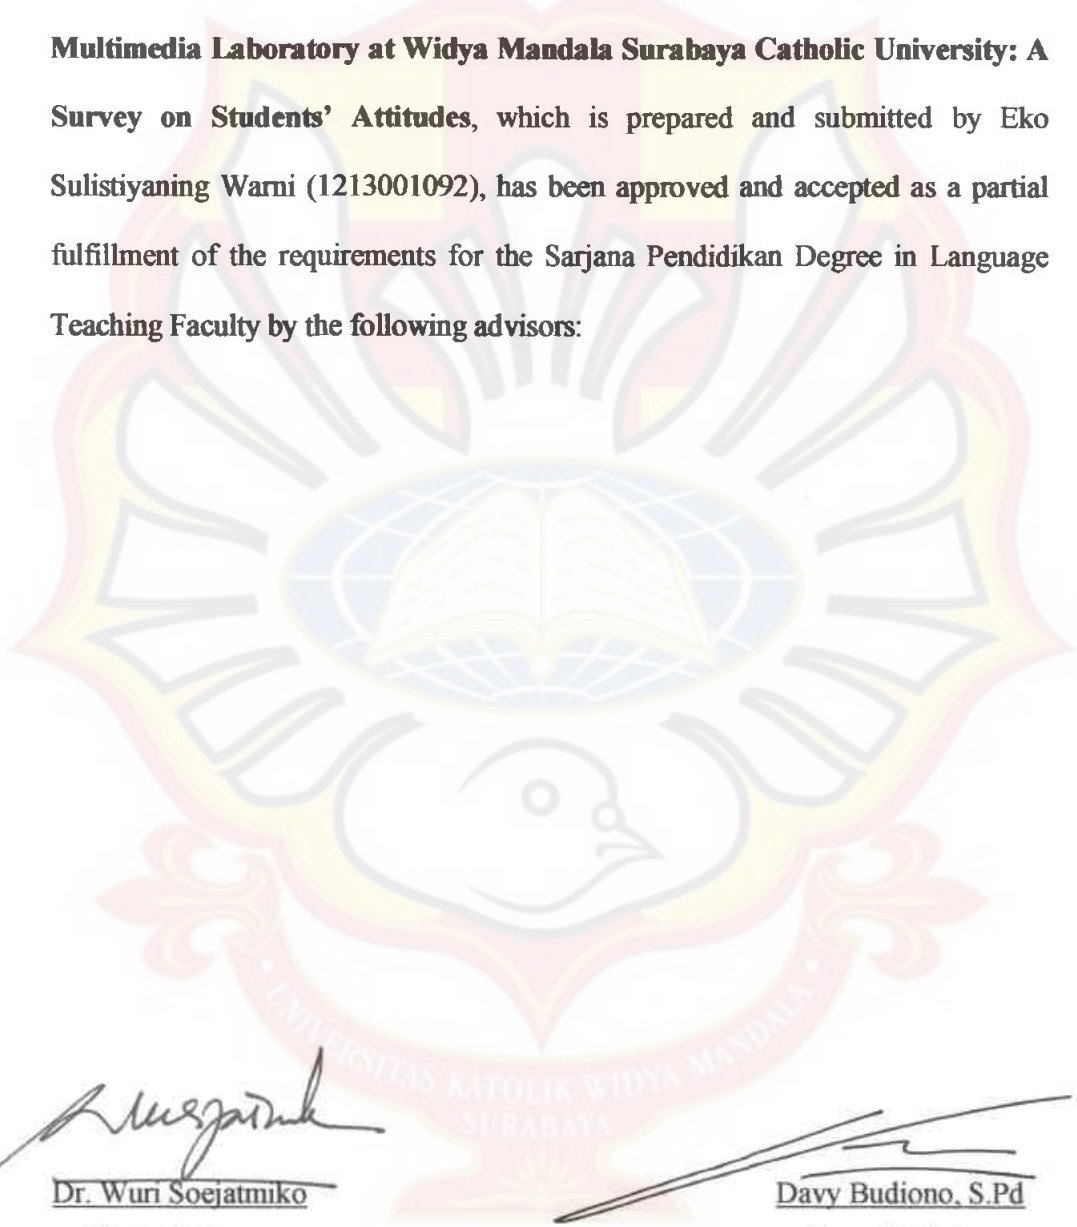 Multimedia Laboratory at Widya Mandala Surabaya Catholic University: A
Survey on Students' Attitudes, which is prepared and submitted by Eko
Sulistiyaning Warni (1213001092), has been approved and accepted as a partial
fulfillment of the requirements for the Sarjana Pendidikan Degree in Language
Teaching Faculty by the following advisors:
UNIVERSITAS KATOLIK WIDYA MANDALA
SURABAYA
Dr. Wuri Soejatmiko
Davy Budiono, S.Pd